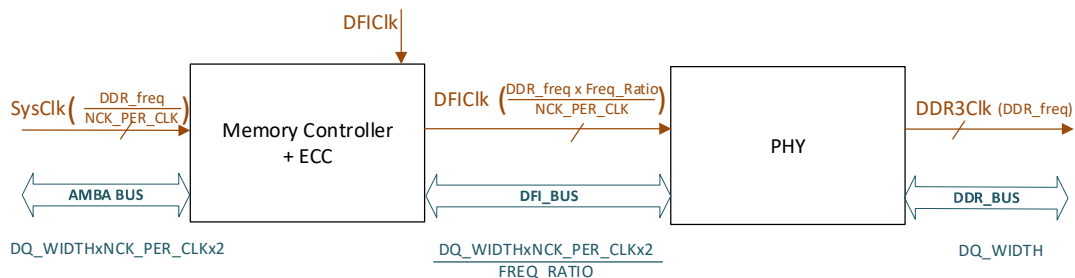 DFIClk
SysClk( DDR_freq
NCK_PER_CLK )
Memory Controller
+ ECC
DFIClk ( DDR_freq x Freq_Ratio
NCK_PER_CLK )
PHY
DDR3Clk (DDR_freq)
AMBA BUS
DFI_BUS
DDR_BUS
DQ_WIDTHxNCK_PER_CLKx2
DQ_WIDTHxNCK_PER_CLKx2
FREQ_RATIO
DQ_WIDTH